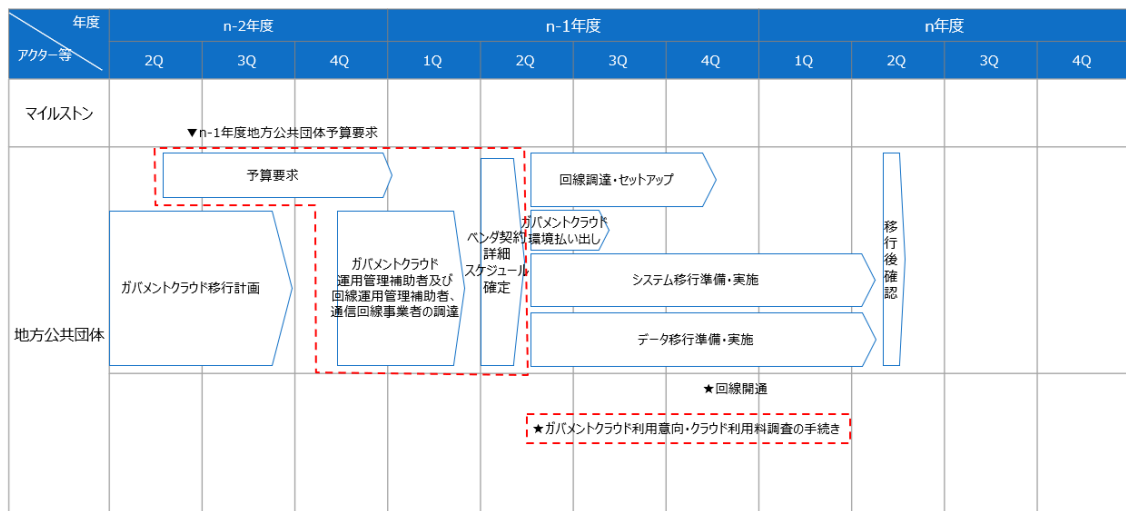 年度
アクター等
n-2年度
n-1年度
n年度
2Q
3Q
4Q
1Q
2Q
3Q
4Q
1Q
2Q
3Q
4Q
マイルストン
▼n-1年度地方公共団体予算要求
地方公共団体
予算要求
ガバメントクラウド移行計画
ガバメントクラウド
運用管理補助者及び
回線運用管理補助者、
通信回線事業者の調達
ベンダ契約
詳細
スケジュール
確定
回線調達・セットアップ
ガバメントクラウド
環境払い出し
システム移行準備・実施
データ移行準備・実施
移
行
後
確
認
★回線開通
★ガバメントクラウド利用意向・クラウド利用料調査の手続き